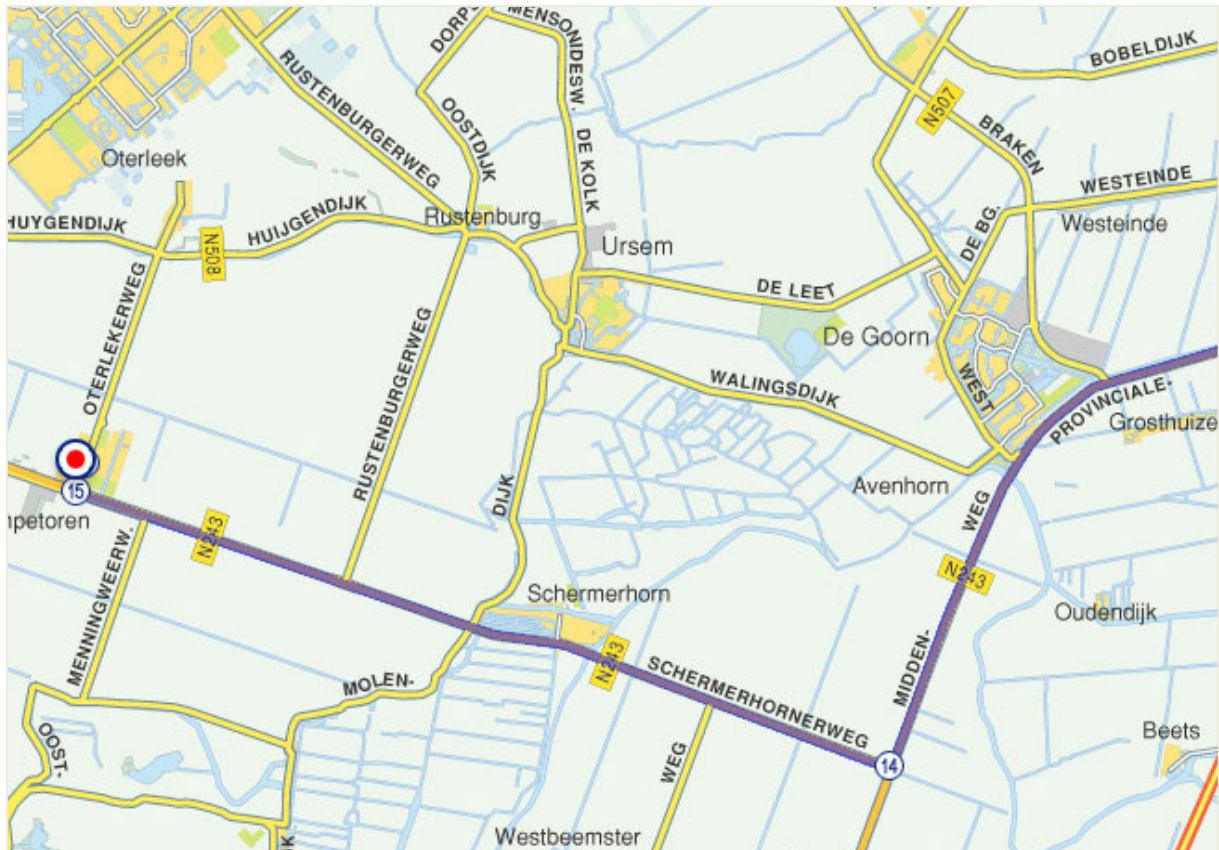 DORPS
MENSONIDESW.
BOBELDIJK
RUSTENBURGERWEG
OOSTDIJK
N507
BRAKEN
DE KOLK
Oterleek
WESTEINDE
Westeinde
HUYGENDIJK
HUIJGENDIJK
Rustenburg
DE BG.
N508
Ursem
DE LEET
De Goorn
OTERLEKERWEG
RUSTENBURGERWEG
WALINGSDIJK
WEST
PROVINCIALE-
Grosthuize
15
Avenhorn
npetoren
DIJK
WEG
N243
MENNINGWEERW.
N243
Schermerhorn
Oudendijk
N243
SCHERMERHORNERWEG
MIDDEN-
MOLEN-
OOST-
WEG
14
Beets
Westbeemster